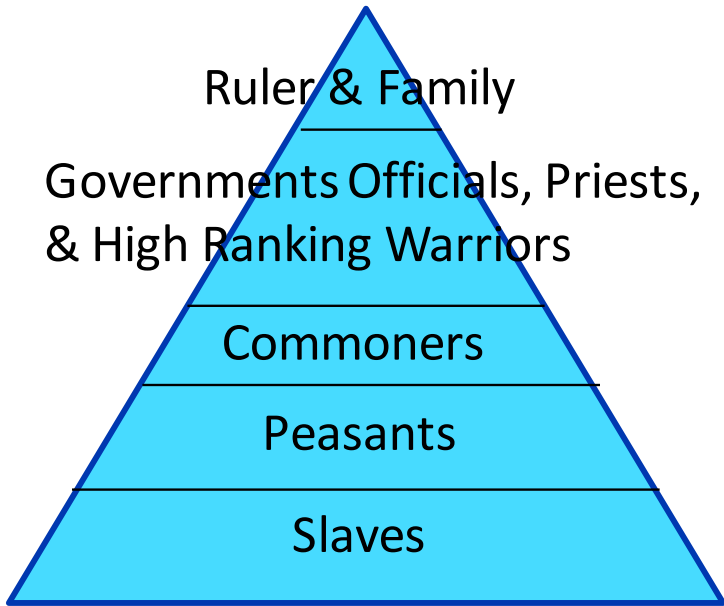 Ruler & Family
Governments Officials, Priests,
& High Ranking Warriors
Commoners
Peasants
Slaves